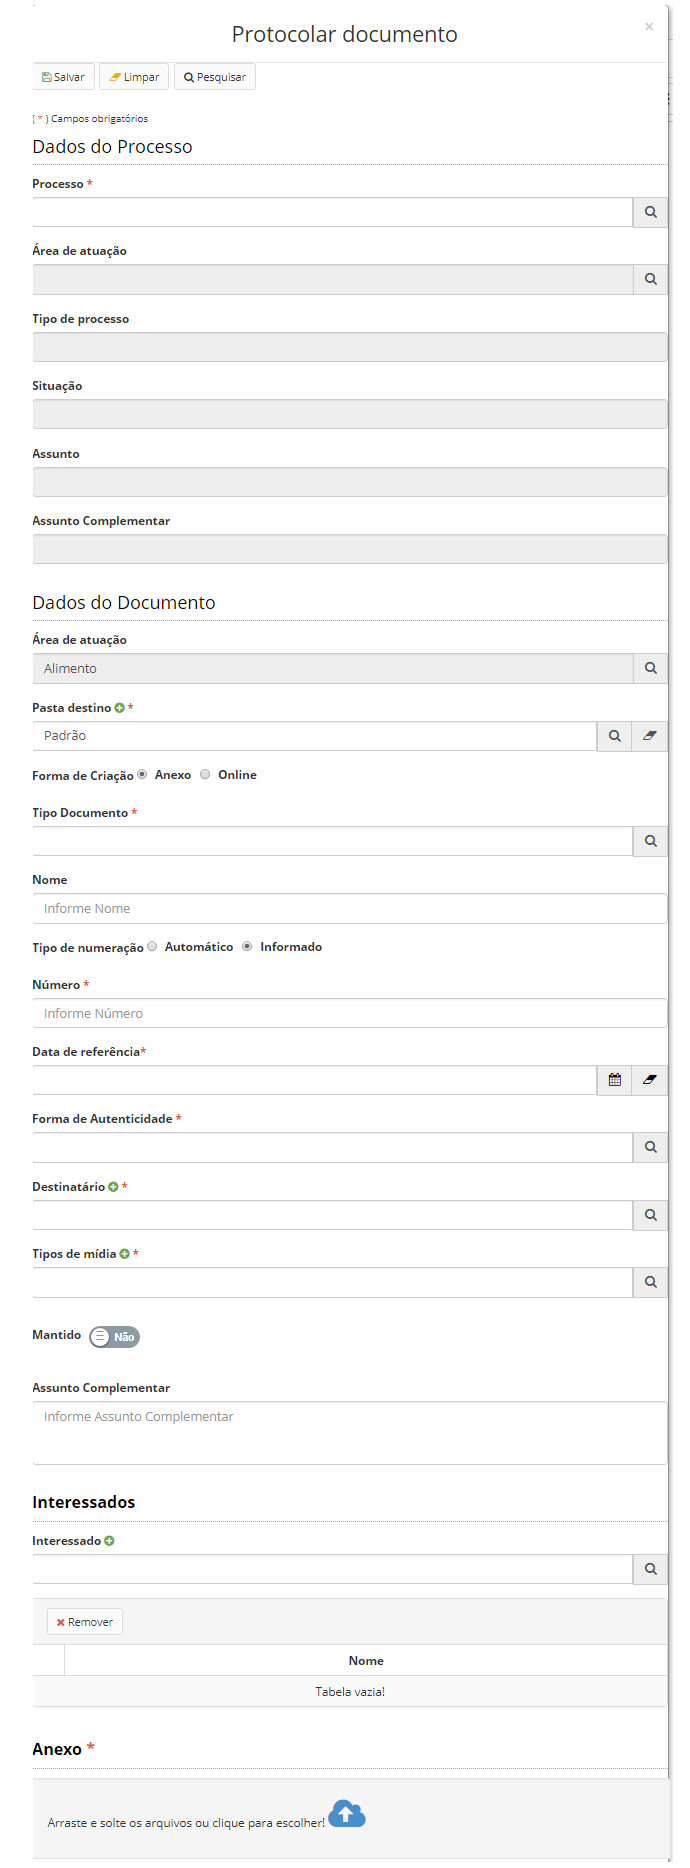 Protocolar documento ×
Salvar Limpar Pesquisar
( * ) Campos obrigatórios
Dados do Processo
Processo *
Área de atuação
Tipo de processo
Situação
Assunto
Assunto Complementar
Dados do Documento
Área de atuação
Alimento
Pasta destino *
Padrão
Forma de Criação Anexo Online
Tipo Documento *
Nome
Informe Nome
Tipo de numeração Automático Informado
Número *
Informe Número
Data de referência*
Forma de Autenticidade *
Destinatário *
Tipos de mídia *
Mantido Não
Assunto Complementar
Informe Assunto Complementar
Interessados
Interessado
Remover
Nome
Tabela vazia!
Anexo *
Arraste e solte os arquivos ou clique para escolher!